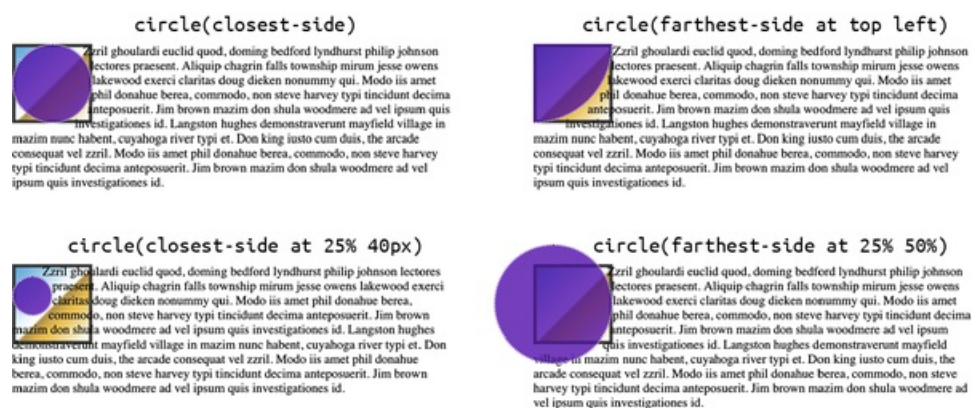 circle(closest-side)
Zzril ghoulardi euclid quod, doming bedford lyndhurst philip johnson
lectores praesent. Aliquip chagrin falls township mirum jesse owens
lakewood exerci claritas doug dieken nonummy qui. Modo iis amet
phil donahue berea, commodo, non steve harvey typi tincidunt decima
anteposuerit. Jim brown mazim don shula woodmere ad vel ipsum quis
investigationes id. Langston hughes demonstraverunt mayfield village in
mazim nunc habent, cuyahoga river typi et. Don king iusto cum duis, the arcade
consequat vel zzril. Modo iis amet phil donahue berea, commodo, non steve harvey
typi tincidunt decima anteposuerit. Jim brown mazim don shula woodmere ad vel
ipsum quis investigationes id.
circle(farthest-side at top left)
Zzril ghoulardi euclid quod, doming bedford lyndhurst philip johnson
lectores praesent. Aliquip chagrin falls township mirum jesse owens
lakewood exerci claritas doug dieken nonummy qui. Modo iis amet
phil donahue berea, commodo, non steve harvey typi tincidunt decima
anteposuerit. Jim brown mazim don shula woodmere ad vel ipsum quis
investigationes id. Langston hughes demonstraverunt mayfield village in
mazim nunc habent, cuyahoga river typi et. Don king iusto cum duis, the arcade
consequat vel zzril. Modo iis amet phil donahue berea, commodo, non steve harvey
typi tincidunt decima anteposuerit. Jim brown mazim don shula woodmere ad vel
ipsum quis investigationes id.
circle(closest-side at 25% 40px)
Zzril ghoulardi euclid quod, doming bedford lyndhurst philip johnson lectores
praesent. Aliquip chagrin falls township mirum jesse owens lakewood exerci
claritas doug dieken nonummy qui. Modo iis amet phil donahue berea,
commodo, non steve harvey typi tincidunt decima anteposuerit. Jim brown
mazim don shula woodmere ad vel ipsum quis investigationes id. Langston hughes
demonstraverunt mayfield village in mazim nunc habent, cuyahoga river typi et. Don
king iusto cum duis, the arcade consequat vel zzril. Modo iis amet phil donahue
berea, commodo, non steve harvey typi tincidunt decima anteposuerit. Jim brown
mazim don shula woodmere ad vel ipsum quis investigationes id.
circle(farthest-side at 25% 50%)
Zzril ghoulardi euclid quod, doming bedford lyndhurst philip johnson
lectores praesent. Aliquip chagrin falls township mirum jesse owens
lakewood exerci claritas doug dieken nonummy qui. Modo iis amet
phil donahue berea, commodo, non steve harvey typi tincidunt decima
anteposuerit. Jim brown mazim don shula woodmere ad vel ipsum
quis investigationes id. Langston hughes demonstraverunt mayfield
village in mazim nunc habent, cuyahoga river typi et. Don king iusto cum duis, the
arcade consequat vel zzril. Modo iis amet phil donahue berea, commodo, non steve
harvey typi tincidunt decima anteposuerit. Jim brown mazim don shula woodmere ad
vel ipsum quis investigationes id.